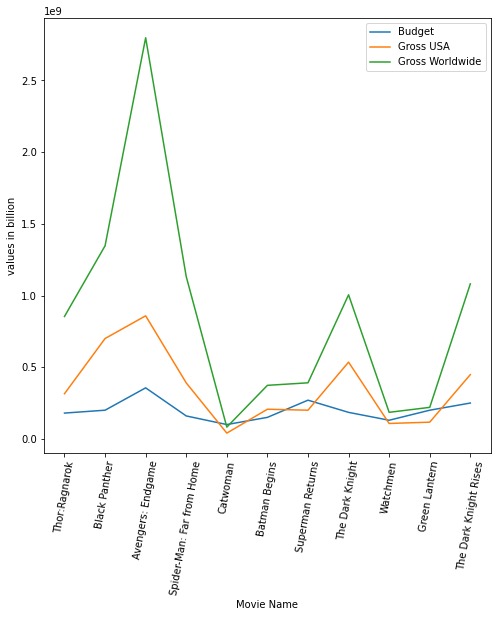 1e9
Budget
Gross USA
Gross Worldwide
2.5
2.0
1.5
1.0
0.5
0.0
values in billion
Thor:Ragnarok
Black Panther
Avengers: Endgame
Spider-Man: Far from Home
Catwoman
Batman Begins
Superman Returns
The Dark Knight
Watchmen
Green Lantern
The Dark Knight Rises
Movie Name